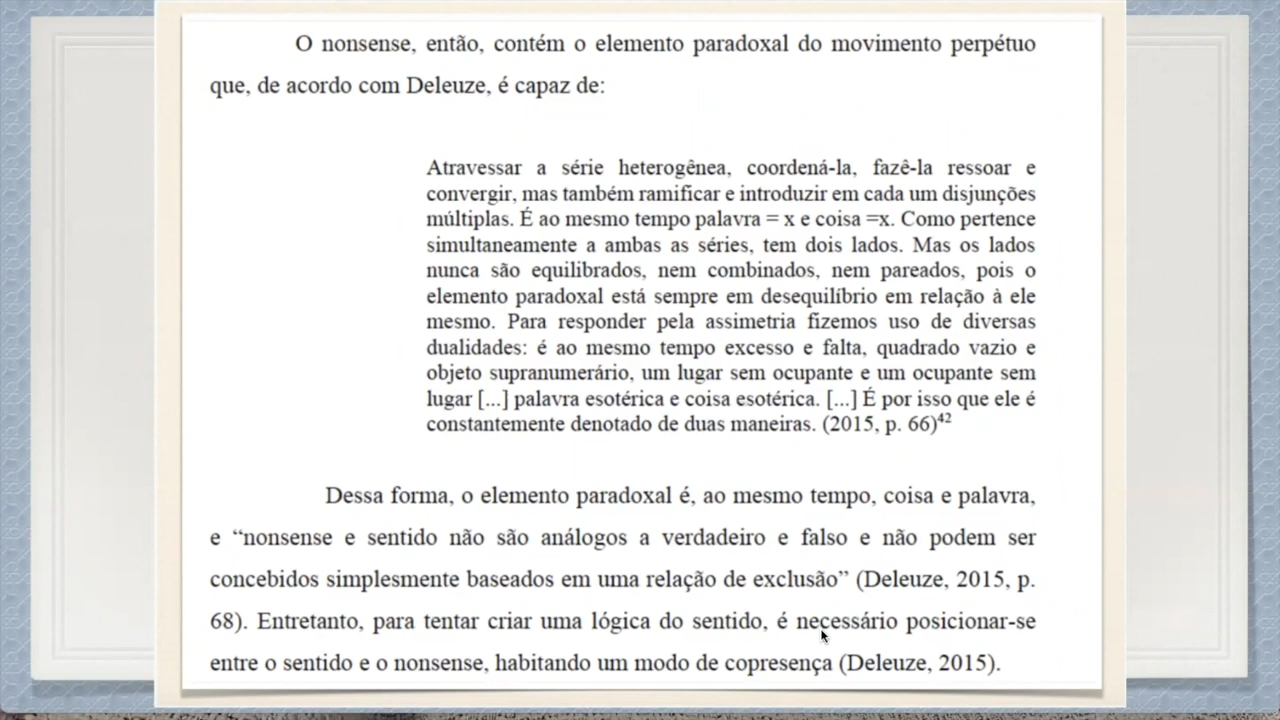 O nonsense, então, contém o elemento paradoxal do movimento perpétuo
que, de acordo com Deleuze, é capaz de:
Atravessar a série heterogênea, coordená-la, fazê-la ressoar e
convergir, mas também ramificar e introduzir em cada um disjunções
múltiplas. É ao mesmo tempo palavra = x e coisa =x. Como pertence
simultaneamente a ambas as séries, tem dois lados. Mas os lados
nunca são equilibrados, nem combinados, nem pareados, pois o
elemento paradoxal está sempre em desequilíbrio em relação à ele
mesmo. Para responder pela assimetria fizemos uso de diversas
dualidades: é ao mesmo tempo excesso e falta, quadrado vazio e
objeto supranumerário, um lugar sem ocupante e um ocupante sem
lugar [...] palavra esotérica e coisa esotérica. [...] É por isso que ele é
constantemente denotado de duas maneiras. (2015, p. 66)⁴²
Dessa forma, o elemento paradoxal é, ao mesmo tempo, coisa e palavra,
e “nonsense e sentido não são análogos a verdadeiro e falso e não podem ser
concebidos simplesmente baseados em uma relação de exclusão” (Deleuze, 2015, p.
68). Entretanto, para tentar criar uma lógica do sentido, é necessário posicionar-se
entre o sentido e o nonsense, habitando um modo de copresença (Deleuze, 2015).